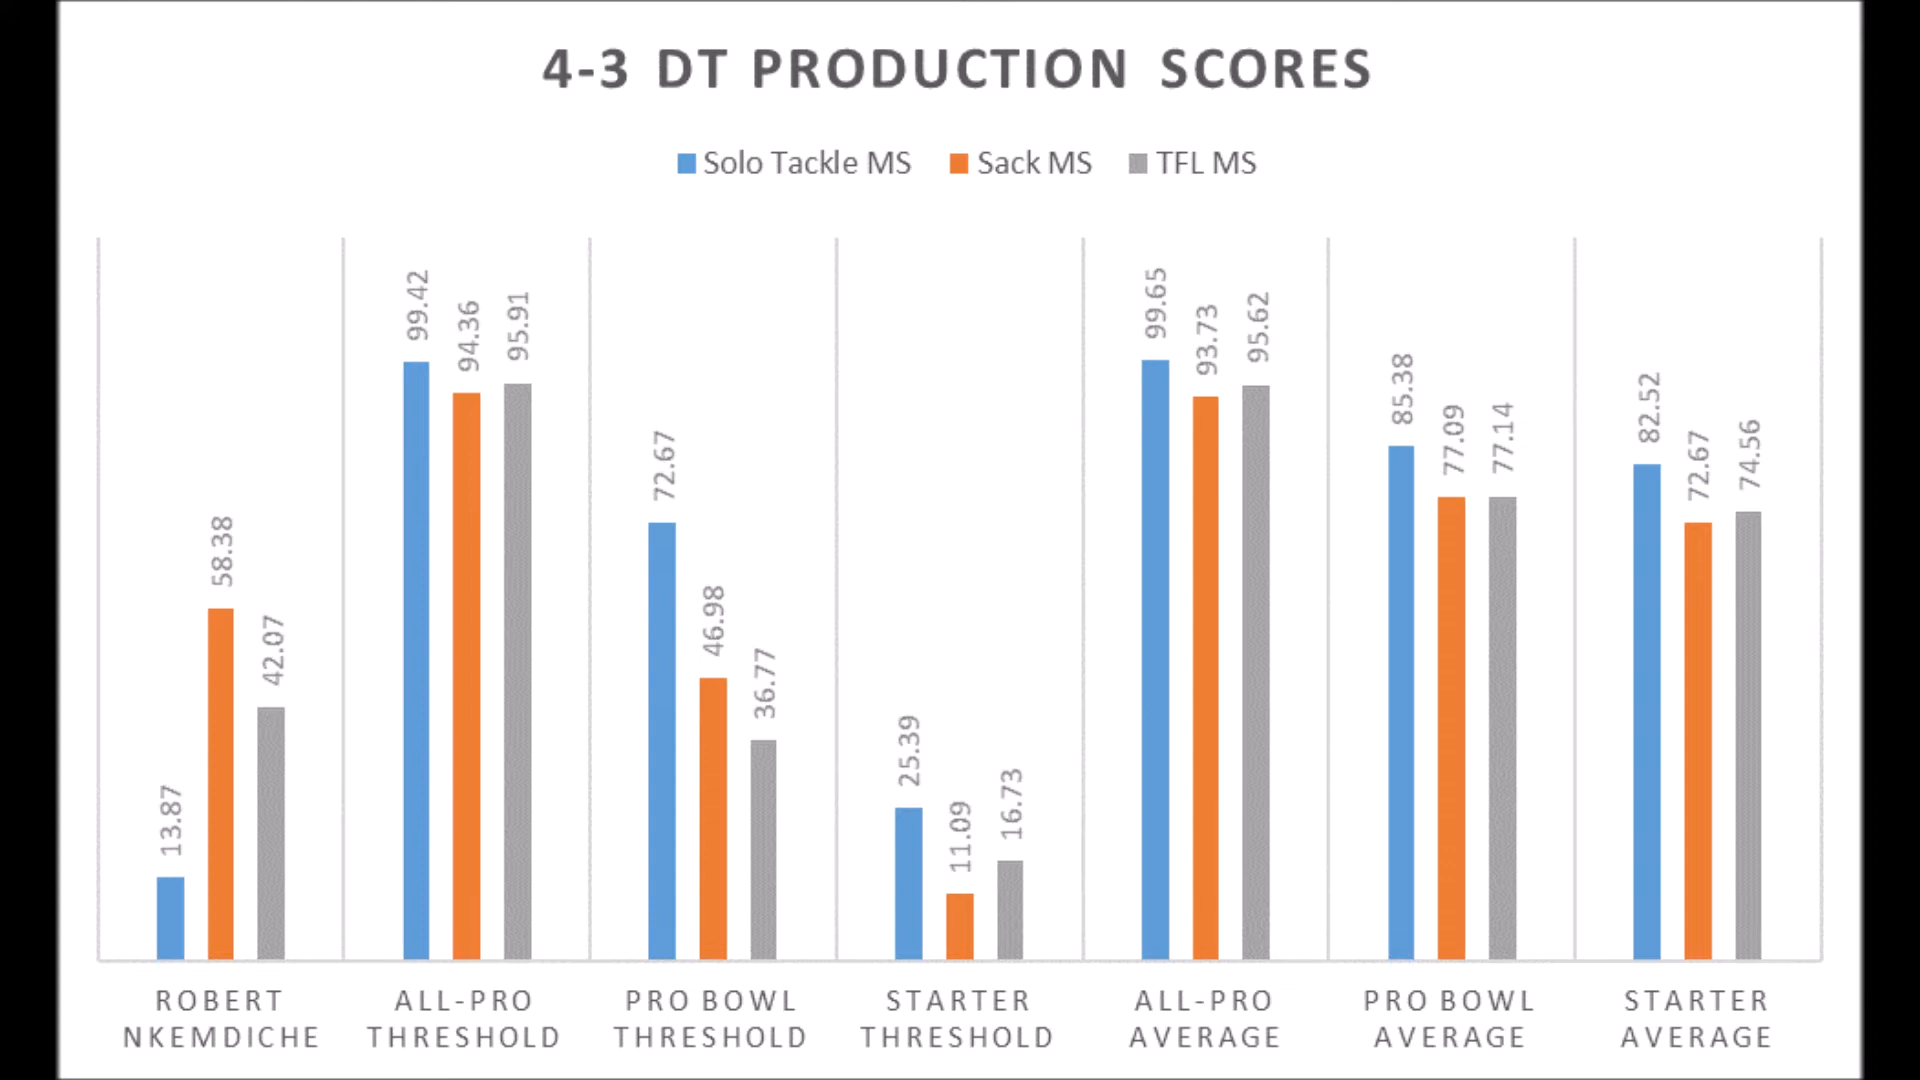 4-3 DT PRODUCTION SCORES
Solo Tackle MS Sack MS TFL MS
13.87 58.38 42.07 99.42 94.36 95.91 72.67 46.98 36.77 25.39 11.09 16.73 99.65 93.73 95.62 85.38 77.09 77.14 82.52 72.67 74.56
ROBERT NKEMDICHE
ALL-PRO THRESHOLD
PRO BOWL THRESHOLD
STARTER THRESHOLD
ALL-PRO AVERAGE
PRO BOWL AVERAGE
STARTER AVERAGE